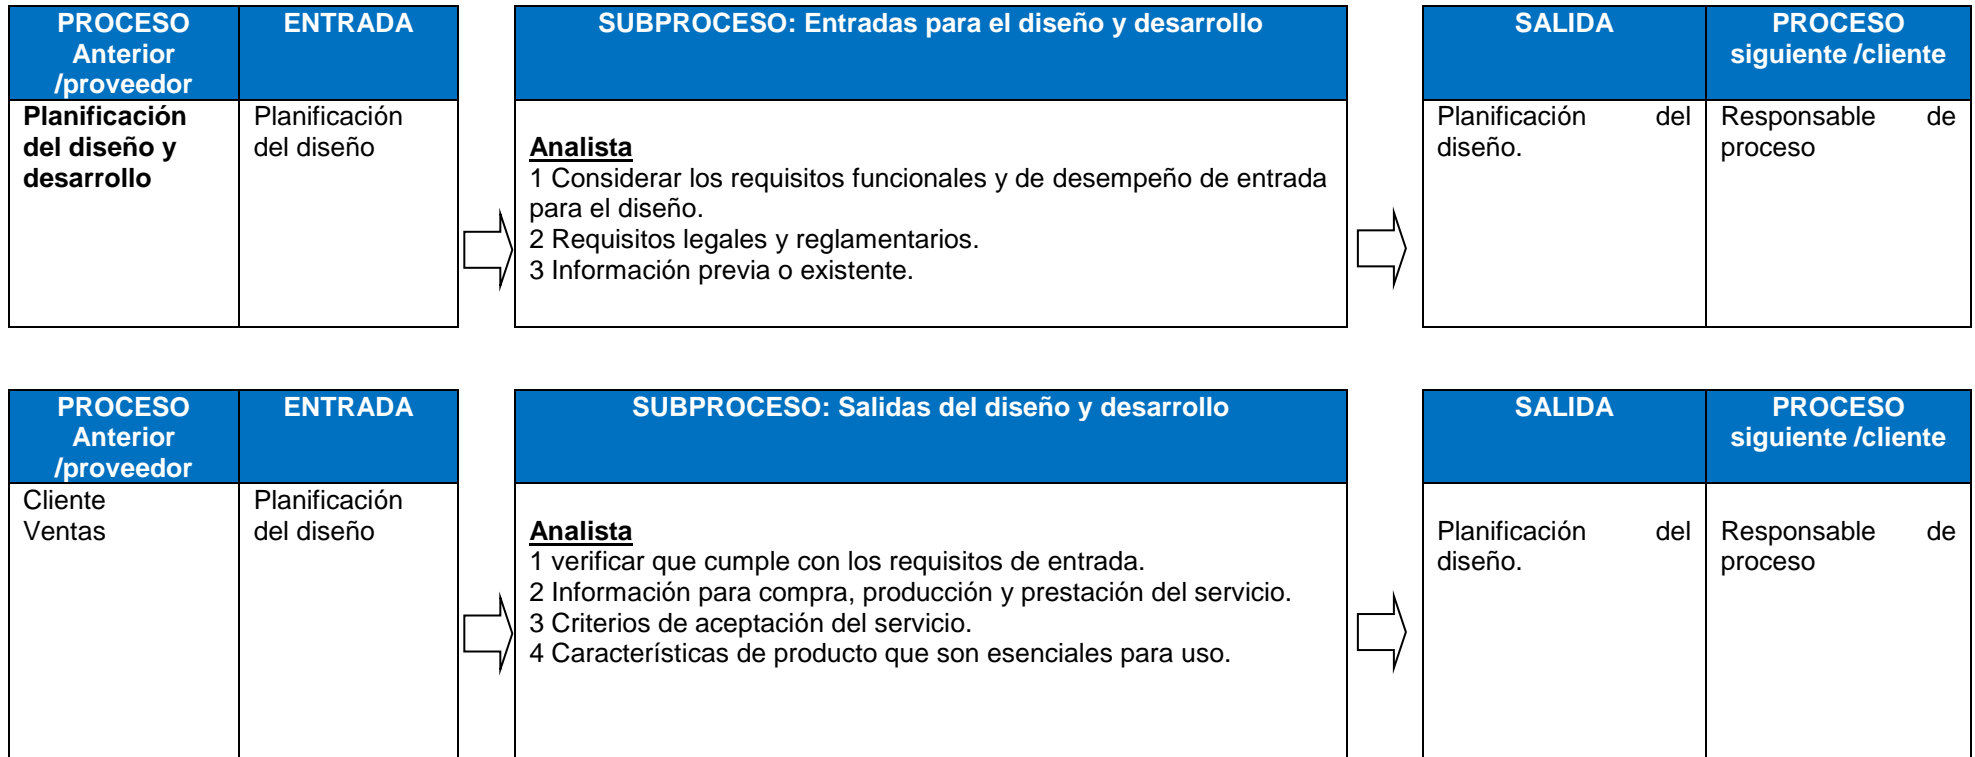 PROCESO
Anterior
/proveedor
ENTRADA
SUBPROCESO: Entradas para el diseño y desarrollo
SALIDA
PROCESO
siguiente /cliente
Planificación
del diseño y
desarrollo
Planificación
del diseño
Analista
1 Considerar los requisitos funcionales y de desempeño de entrada
para el diseño.
2 Requisitos legales y reglamentarios.
3 Información previa o existente.
Planificación del
diseño.
Responsable de
proceso
PROCESO
Anterior
/proveedor
ENTRADA
SUBPROCESO: Salidas del diseño y desarrollo
SALIDA
PROCESO
siguiente /cliente
Cliente
Ventas
Planificación
del diseño
Analista
1 verificar que cumple con los requisitos de entrada.
2 Información para compra, producción y prestación del servicio.
3 Criterios de aceptación del servicio.
4 Características de producto que son esenciales para uso.
Planificación del
diseño.
Responsable de
proceso